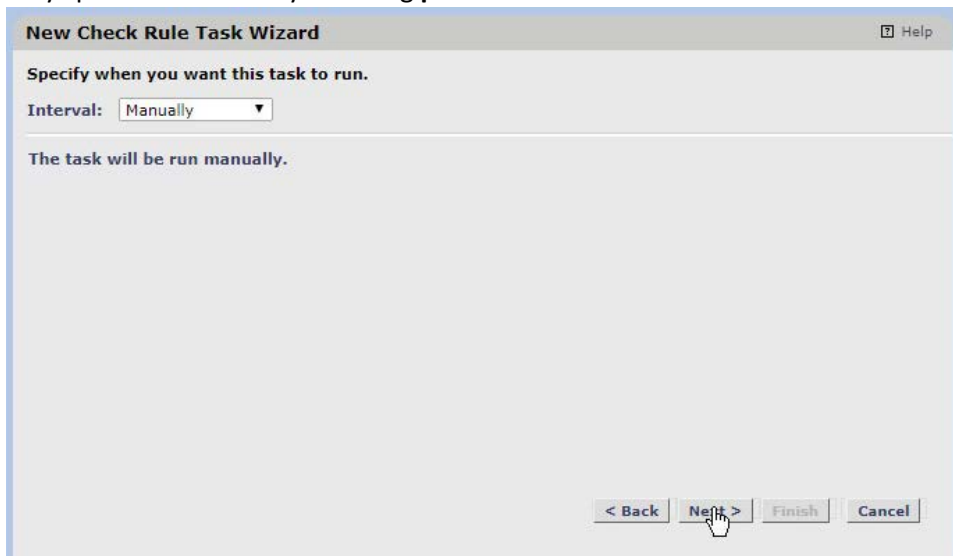 New Check Rule Task Wizard
? Help
Specify when you want this task to run.
Interval: Manually
The task will be run manually.
< Back Next > Finish Cancel